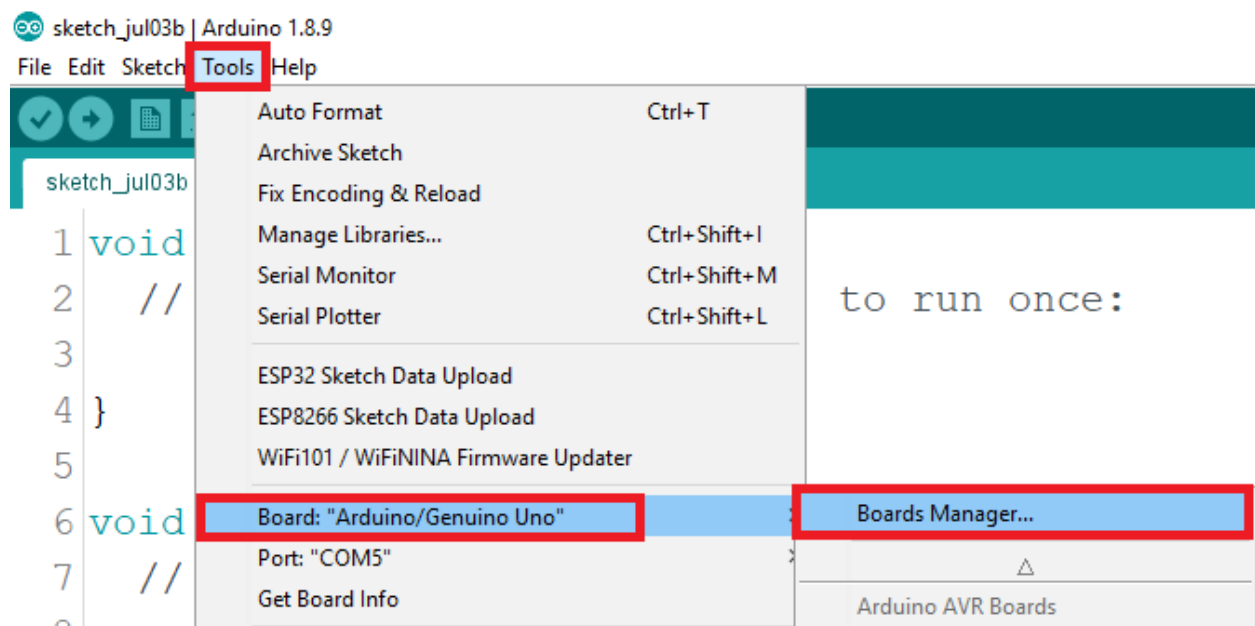 sketch_jul03b | Arduino 1.8.9
File Edit Sketch Tools Help
sketch_jul03b
Auto Format Ctrl+T
Archive Sketch
Fix Encoding & Reload
Manage Libraries... Ctrl+Shift+I
Serial Monitor Ctrl+Shift+M
Serial Plotter Ctrl+Shift+L
ESP32 Sketch Data Upload
ESP8266 Sketch Data Upload
WiFi101 / WiFiNINA Firmware Updater
Board: "Arduino/Genuino Uno"
Port: "COM5"
Get Board Info
Boards Manager...
Arduino AVR Boards
1 void
2 // to run once:
3
4 }
5
6 void
7 //